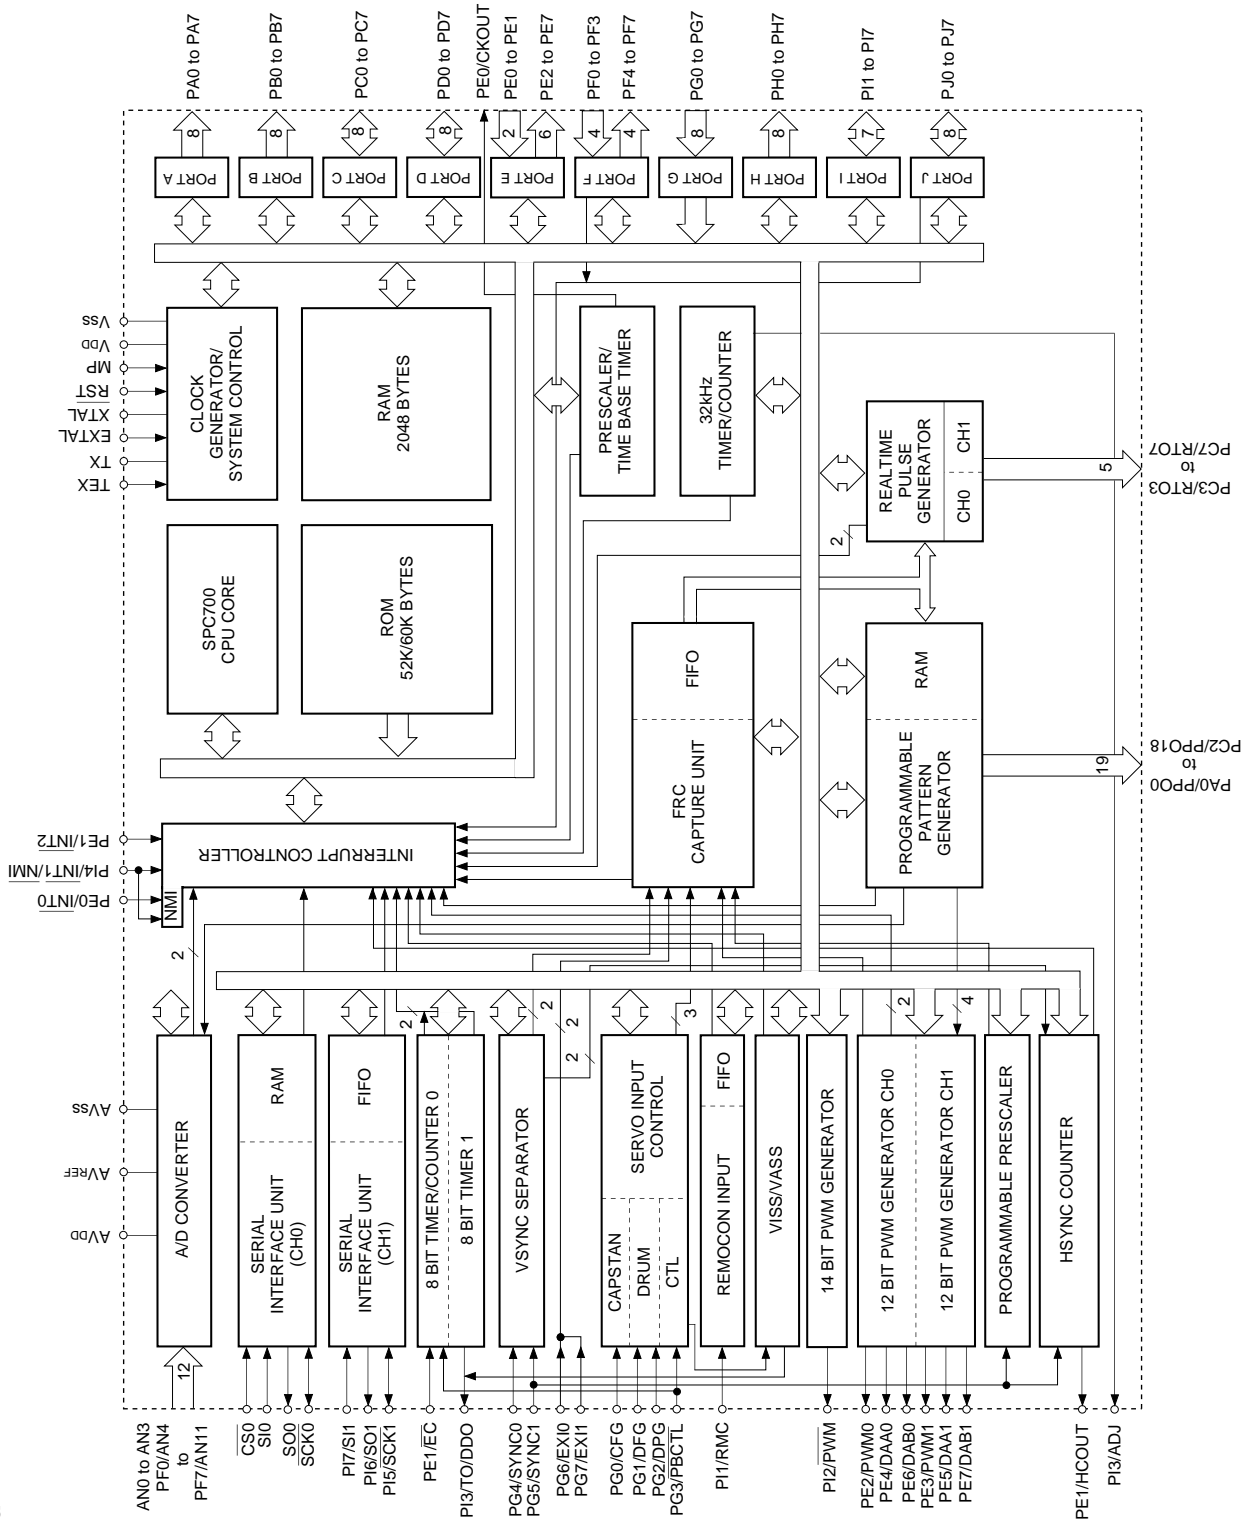 PA0 to PA7
PB0 to PB7
PC0 to PC7
PD0 to PD7
PE0/CKOUT
PE0 to PE1
PE2 to PE7
PF0 to PF3
PF4 to PF7
PG0 to PG7
PH0 to PH7
PI1 to PI7
PJ0 to PJ7
8
8
8
8
2
6
4
4
8
8
7
8
PORT A
PORT B
PORT C
PORT D
PORT E
PORT F
PORT G
PORT H
PORT I
PORT J
Vss
VDD
MP
RST
XTAL
EXTAL
TX
TEX
CLOCK
GENERATOR/
SYSTEM CONTROL
RAM
2048 BYTES
PRESCALER/
TIME BASE TIMER
32kHz
TIMER/COUNTER
SPC700
CPU CORE
ROM
52K/60K BYTES
REALTIME
PULSE
GENERATOR
CH0
CH1
2
5
PC3/RTO3
to
PC7/RTO7
FRC
CAPTURE UNIT
FIFO
PROGRAMMABLE
PATTERN
GENERATOR
RAM
19
PA0/PPO0
to
PC2/PPO18
PE1/INT2
PI4/INT1/NMI
PE0/INT0
INTERRUPT CONTROLLER
NMI
2
2
2
2
2
3
2
4
AVss
AVREF
AVDD
A/D CONVERTER
SERIAL
INTERFACE UNIT
(CH0)
RAM
SERIAL
INTERFACE UNIT
(CH1)
FIFO
8 BIT TIMER/COUNTER 0
8 BIT TIMER 1
VSYNC SEPARATOR
SERVO INPUT
CONTROL
CAPSTAN
DRUM
CTL
REMOCON INPUT
FIFO
VISS/VASS
14 BIT PWM GENERATOR
12 BIT PWM GENERATOR CH0
12 BIT PWM GENERATOR CH1
PROGRAMMABLE PRESCALER
HSYNC COUNTER
12
AN0 to AN3
PF0/AN4
to
PF7/AN11
CS0
SI0
SO0
SCK0
PI7/SI1
PI6/SO1
PI5/SCK1
PE1/EC
PI3/TO/DDO
PG4/SYNC0
PG5/SYNC1
PG6/EXI0
PG7/EXI1
PG0/CFG
PG1/DFG
PG2/DPG
PG3/PBCTL
PI1/RMC
PI2/PWM
PE2/PWM0
PE4/DAA0
PE6/DAB0
PE3/PWM1
PE5/DAA1
PE7/DAB1
PE1/HCOUT
PI3/ADJ